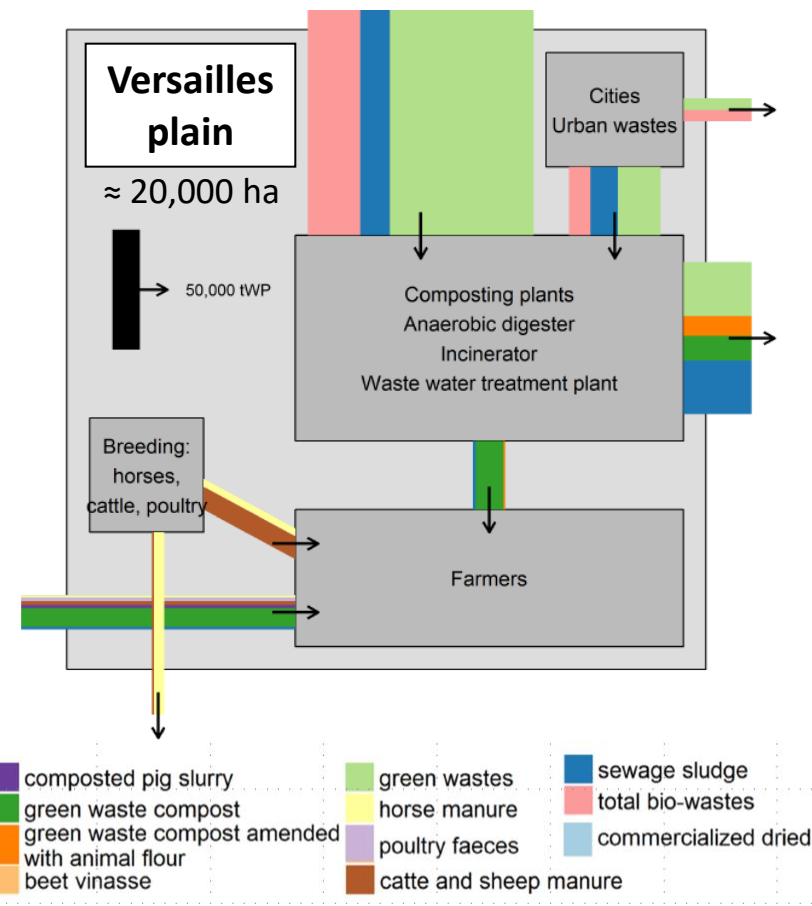 Versailles
plain
≈ 20,000 ha
50,000 tWP
Cities
Urban wastes
Composting plants
Anaerobic digester
Incinerator
Waste water treatment plant
Breeding:
horses,
cattle, poultry
Farmers
composted pig slurry
green waste compost
green waste compost amended
with animal flour
beet vinasse
green wastes
horse manure
poultry faeces
catte and sheep manure
sewage sludge
total bio-wastes
commercialized dried